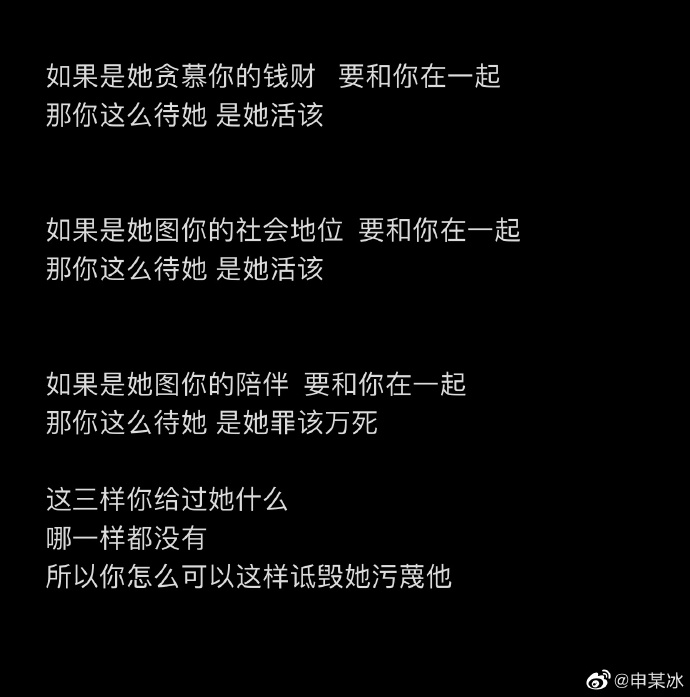 如果是她贪慕你的钱财 要和你在一起
那你这么待她 是她活该
如果是她图你的社会地位 要和你在一起
那你这么待她 是她活该
如果是她图你的陪伴 要和你在一起
那你这么待她 是她罪该万死
这三样你给过她什么
哪一样都没有
所以你怎么可以这样诋毁她污蔑他
@申某冰